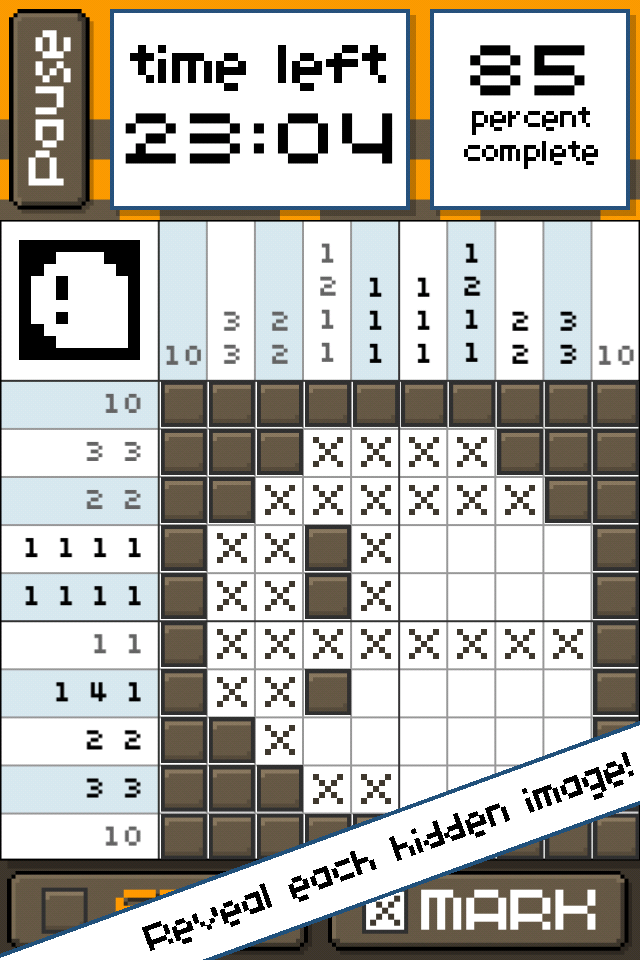 Pause
time left
23:04
85
percent
complete
1 1
2 1 1 2
3 2 1 1 1 1 2 3
10 3 2 1 1 1 1 2 3 10
10
3 3
2 2
1 1 1 1
1 1 1 1
1 1
1 4 1
2 2
3 3
10
Reveal each hidden image!
MARK